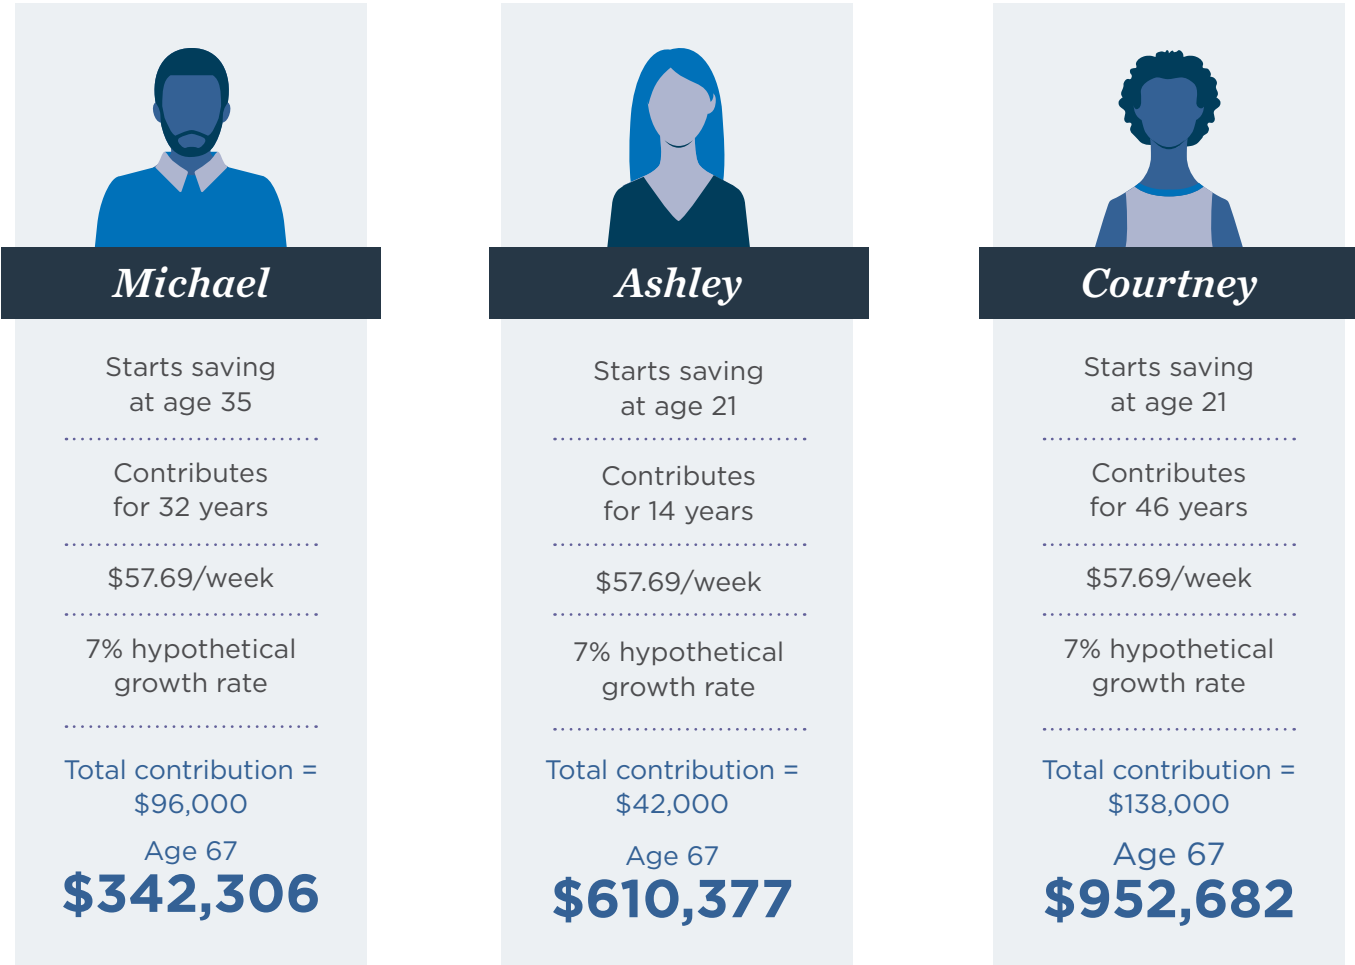 Michael
Starts saving
at age 35
Contributes
for 32 years
$57.69/week
7% hypothetical
growth rate
Total contribution =
$96,000
Age 67
$342,306
Ashley
Starts saving
at age 21
Contributes
for 14 years
$57.69/week
7% hypothetical
growth rate
Total contribution =
$42,000
Age 67
$610,377
Courtney
Starts saving
at age 21
Contributes
for 46 years
$57.69/week
7% hypothetical
growth rate
Total contribution =
$138,000
Age 67
$952,682